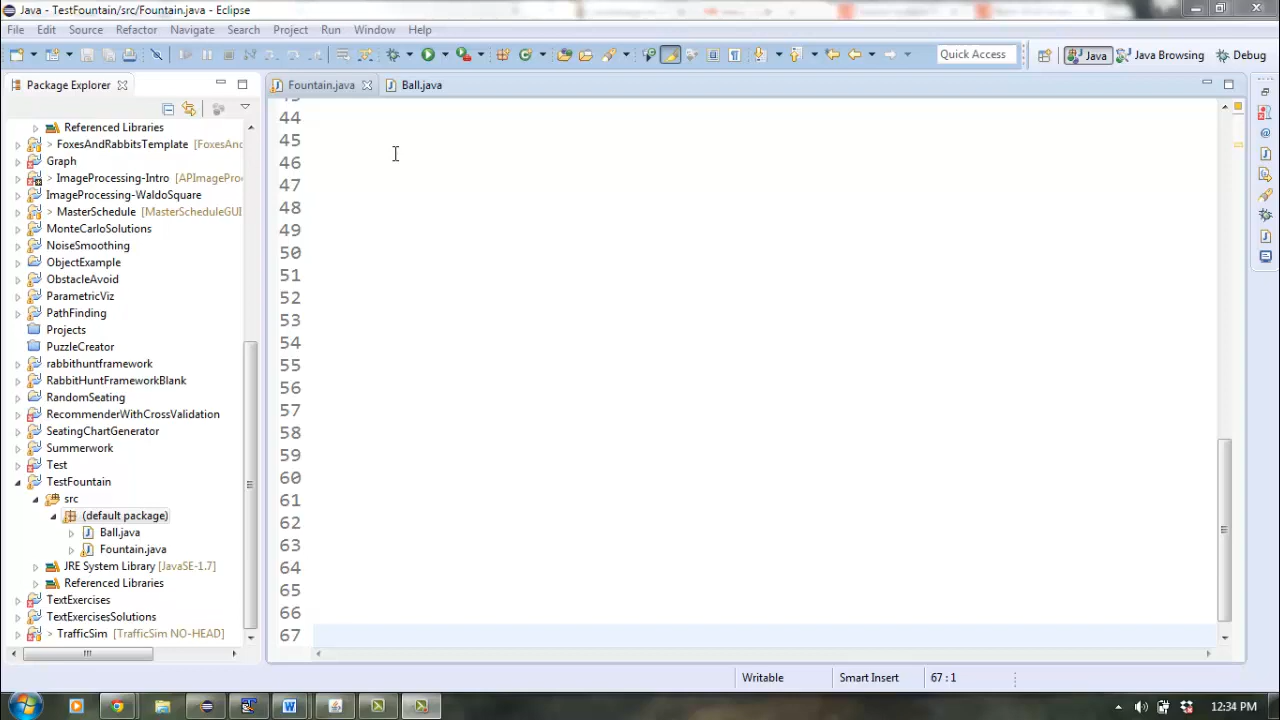 Java - TestFountain/src/Fountain.java - Eclipse
File Edit Source Refactor Navigate Search Project Run Window Help
Quick Access
Java
Java Browsing
Debug
Package Explorer
Fountain.java
Ball.java
Referenced Libraries
> FoxesAndRabbitsTemplate [FoxesAnd
Graph
> ImageProcessing-Intro [APImagePro
ImageProcessing-WaldoSquare
> MasterSchedule [MasterScheduleGUI
MonteCarloSolutions
NoiseSmoothing
ObjectExample
ObstacleAvoid
ParametricViz
PathFinding
Projects
PuzzleCreator
rabbithuntframework
RabbitHuntFrameworkBlank
RandomSeating
RecommenderWithCrossValidation
SeatingChartGenerator
Summerwork
Test
TestFountain
src
(default package)
Ball.java
Fountain.java
JRE System Library [JavaSE-1.7]
Referenced Libraries
TextExercises
TextExercisesSolutions
> TrafficSim [TrafficSim NO-HEAD]
43
44
45
46
47
48
49
50
51
52
53
54
55
56
57
58
59
60
61
62
63
64
65
66
67
Writable
Smart Insert
67 : 1
12:34 PM